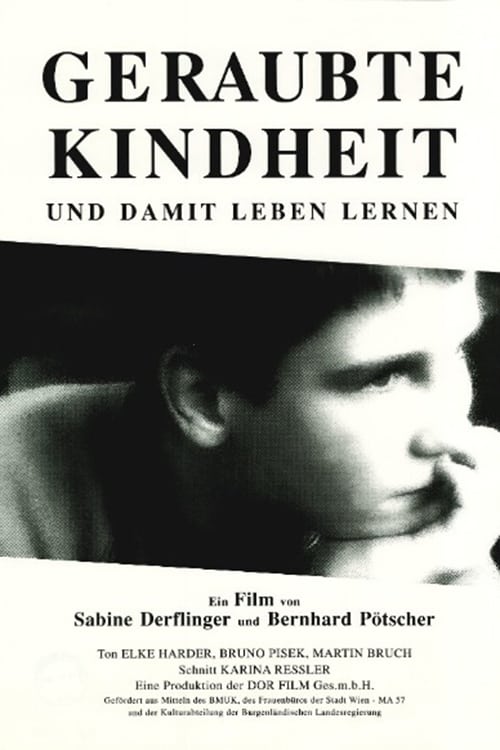 GERAUBTE
KINDHEIT
UND DAMIT LEBEN LERNEN
Ein Film von
Sabine Derflinger und Bernhard Pötscher
Ton ELKE HARDER, BRUNO PISEK, MARTIN BRUCH
Schnitt KARINA RESSLER
Eine Produktion der DOR FILM Ges.m.b.H.
Gefördert aus Mitteln des BMUK, des Frauenbüros der Stadt Wien - MA 57
und der Kulturabteilung der Burgenländischen Landesregierung